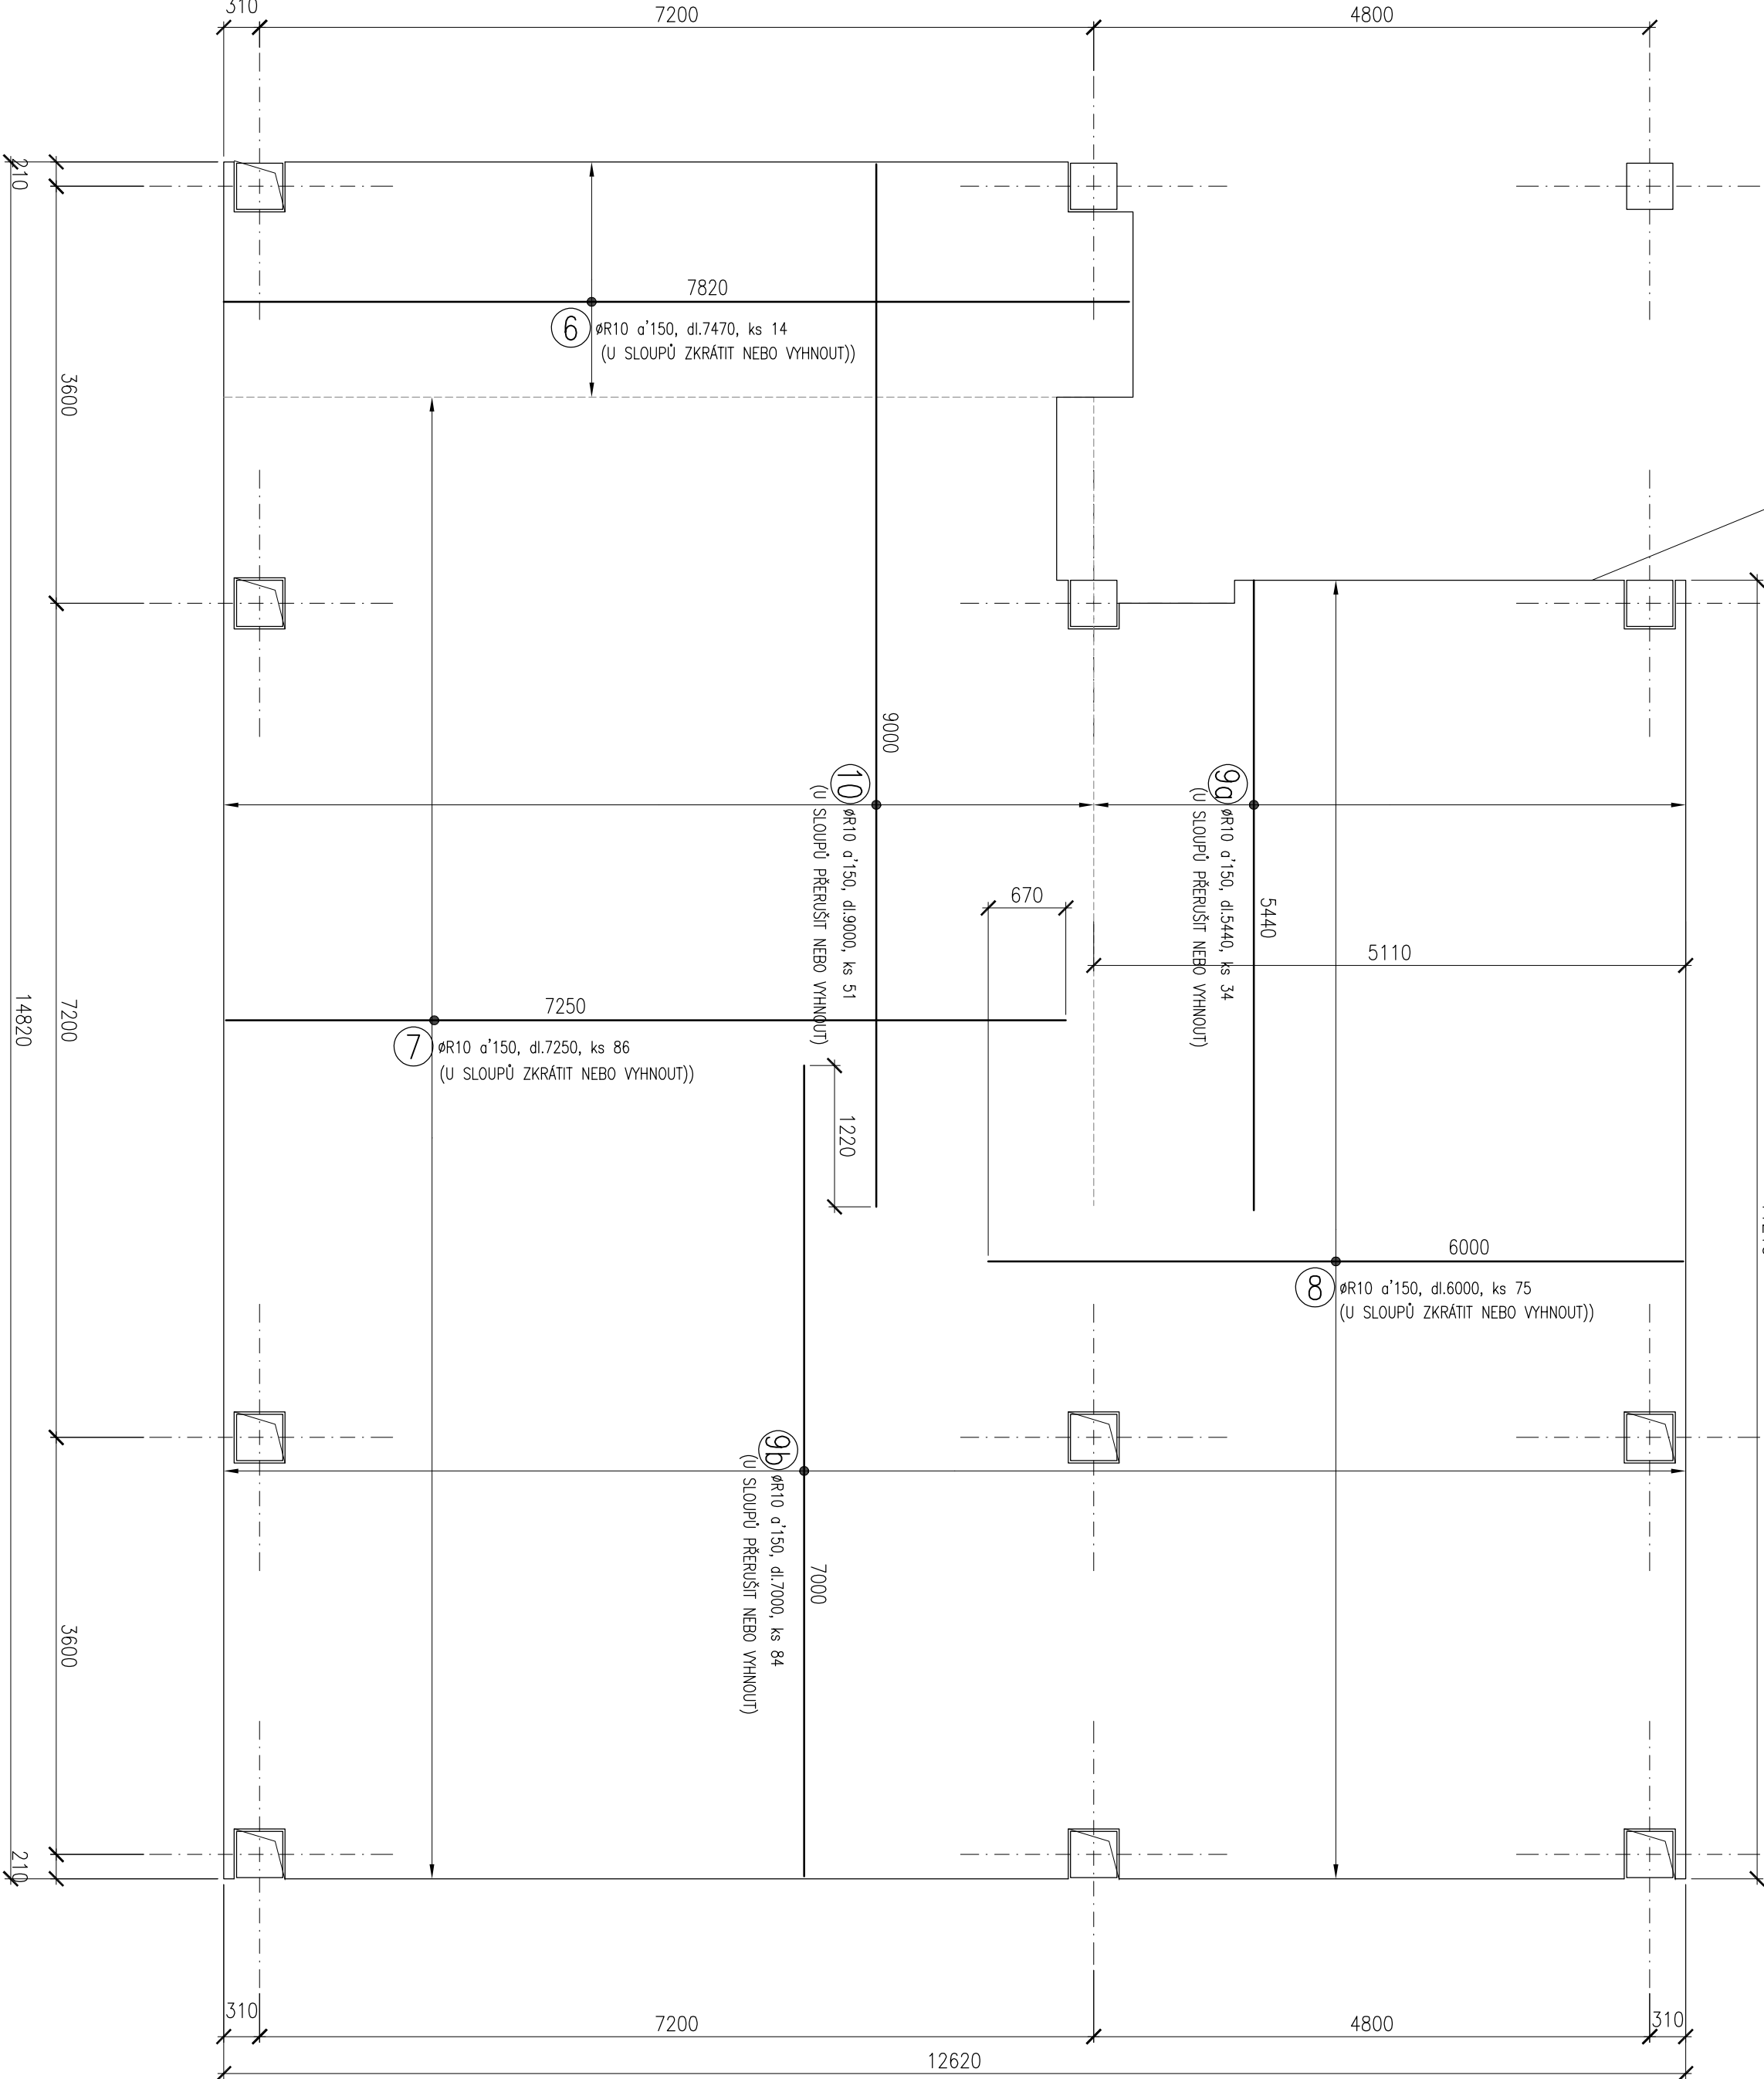 310
7200
4800
210
3600
7200
14820
3600
210
7820
6
øR10 a'150, dl.7470, ks 14
(U SLOUPŮ ZKRÁTIT NEBO VYHNOUT))
9000
10
øR10 a'150, dl.9000, ks 51
(U SLOUPŮ PŘERUŠIT NEBO VYHNOUT)
9a
øR10 a'150, dl.5440, ks 34
(U SLOUPŮ PŘERUŠIT NEBO VYHNOUT)
5440
670
5110
7250
7
øR10 a'150, dl.7250, ks 86
(U SLOUPŮ ZKRÁTIT NEBO VYHNOUT))
1220
6000
8
øR10 a'150, dl.6000, ks 75
(U SLOUPŮ ZKRÁTIT NEBO VYHNOUT))
9b
øR10 a'150, dl.7000, ks 84
(U SLOUPŮ PŘERUŠIT NEBO VYHNOUT)
7000
310
7200
4800
310
12620